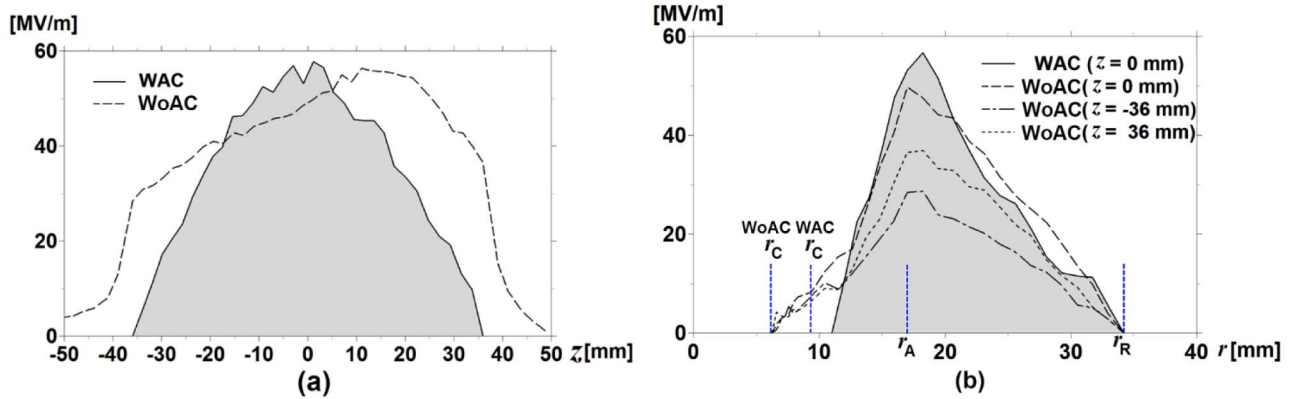 [MV/m]
60
40
20
0
WAC
WoAC
-50 -40 -30 -20 -10 0 10 20 30 40 50 z [mm]
(a)
[MV/m]
60
40
20
0
WAC ( z = 0 mm)
WoAC( z = 0 mm)
WoAC( z = -36 mm)
WoAC( z = 36 mm)
WoAC WAC
rC rC
rA rR
0 10 20 30 40 r [mm]
(b)